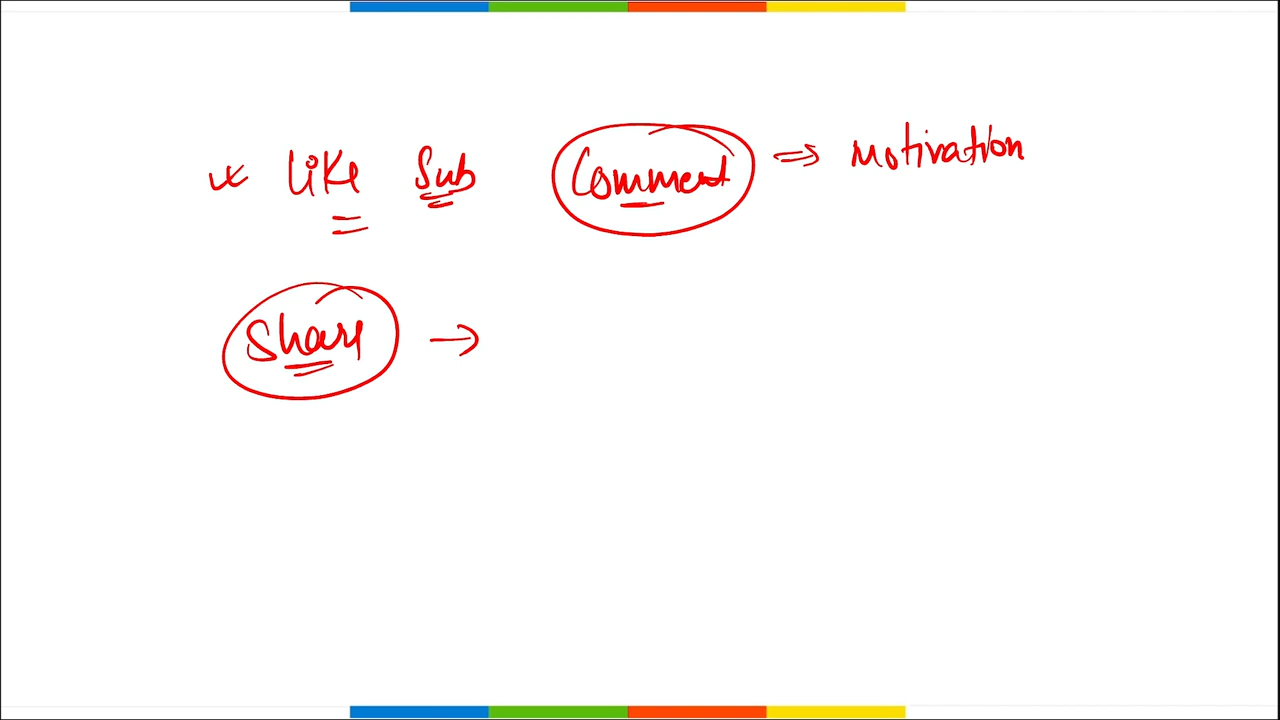 * Like Sub Comment ⇒ Motivation
Share →